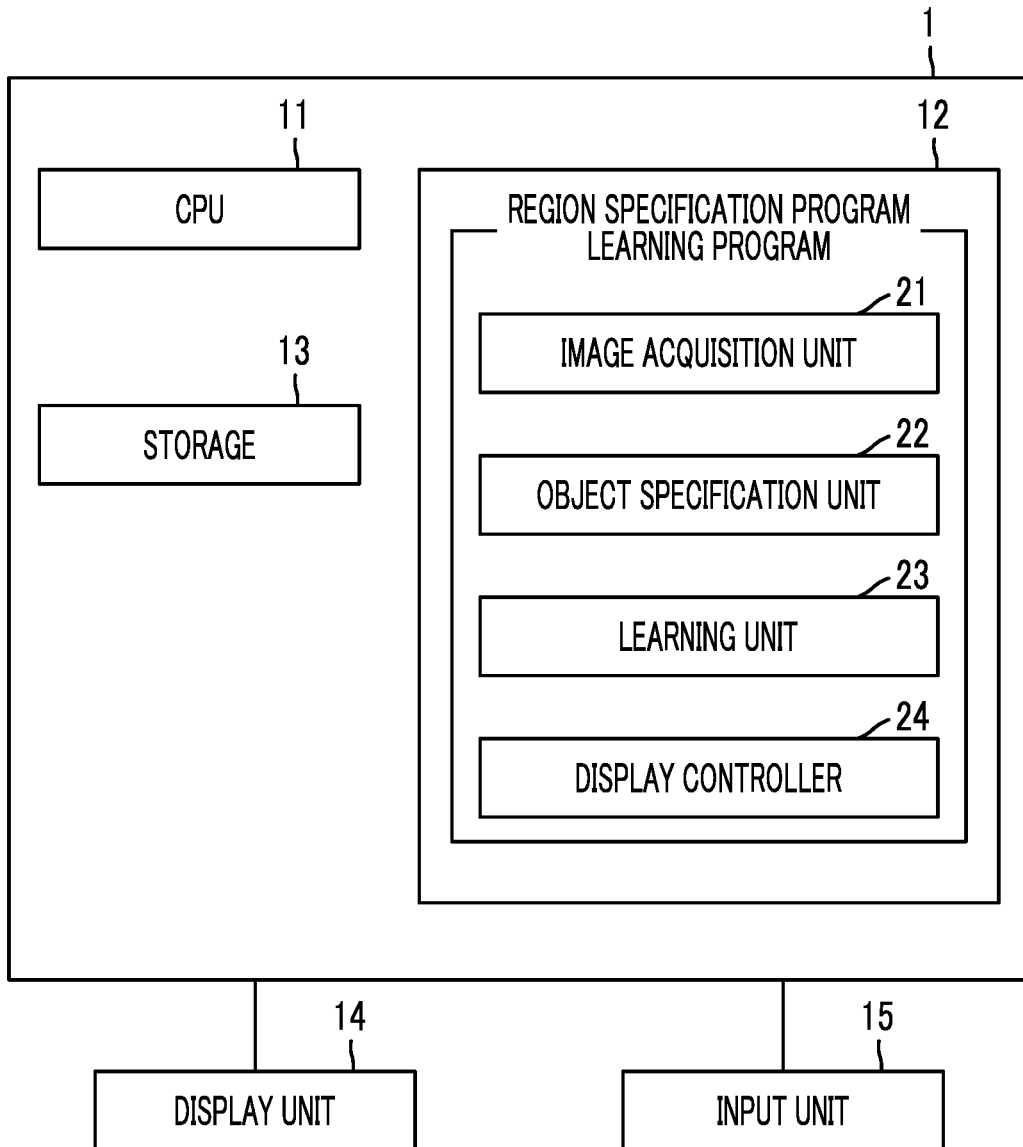 1
11
CPU
12
REGION SPECIFICATION PROGRAM
LEARNING PROGRAM
21
IMAGE ACQUISITION UNIT
13
STORAGE
22
OBJECT SPECIFICATION UNIT
23
LEARNING UNIT
24
DISPLAY CONTROLLER
14
DISPLAY UNIT
15
INPUT UNIT